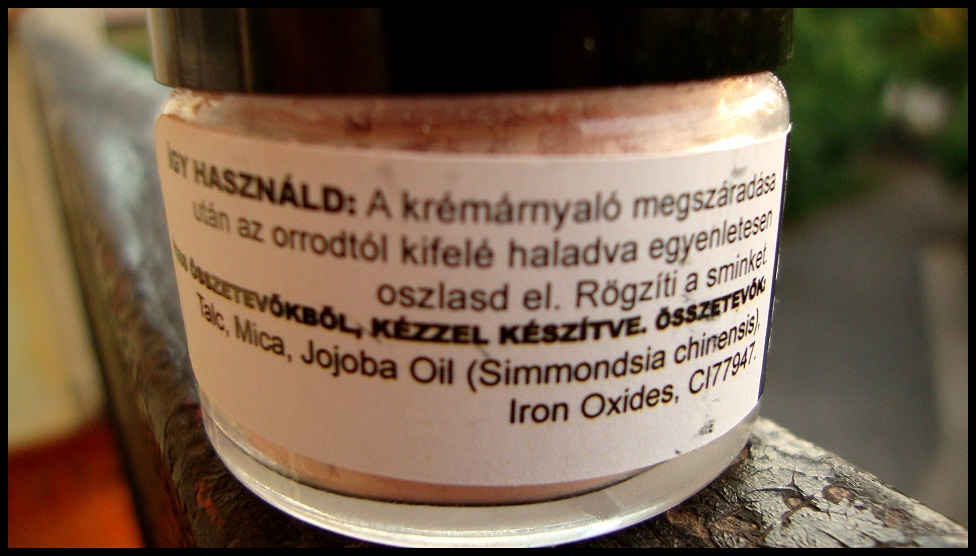 ÍGY HASZNÁLD: A krémárnyaló megszáradása
után az orrodtól kifelé haladva egyenletesen
oszlasd el. Rögzíti a sminket.
ÖSSZETEVŐKBŐL, KÉZZEL KÉSZÍTVE. ÖSSZETEVŐK:
Talc, Mica, Jojoba Oil (Simmondsia chinensis),
Iron Oxides, CI77947.